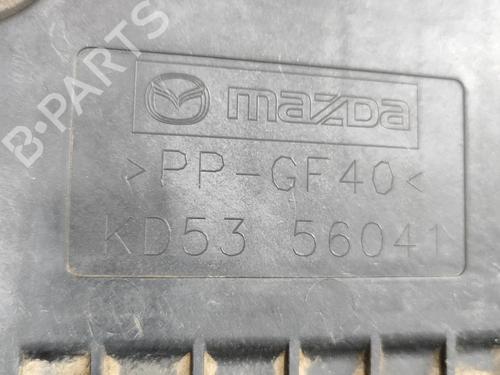 mazda
>PP-GF40<
KD53 56041
B-PARTS